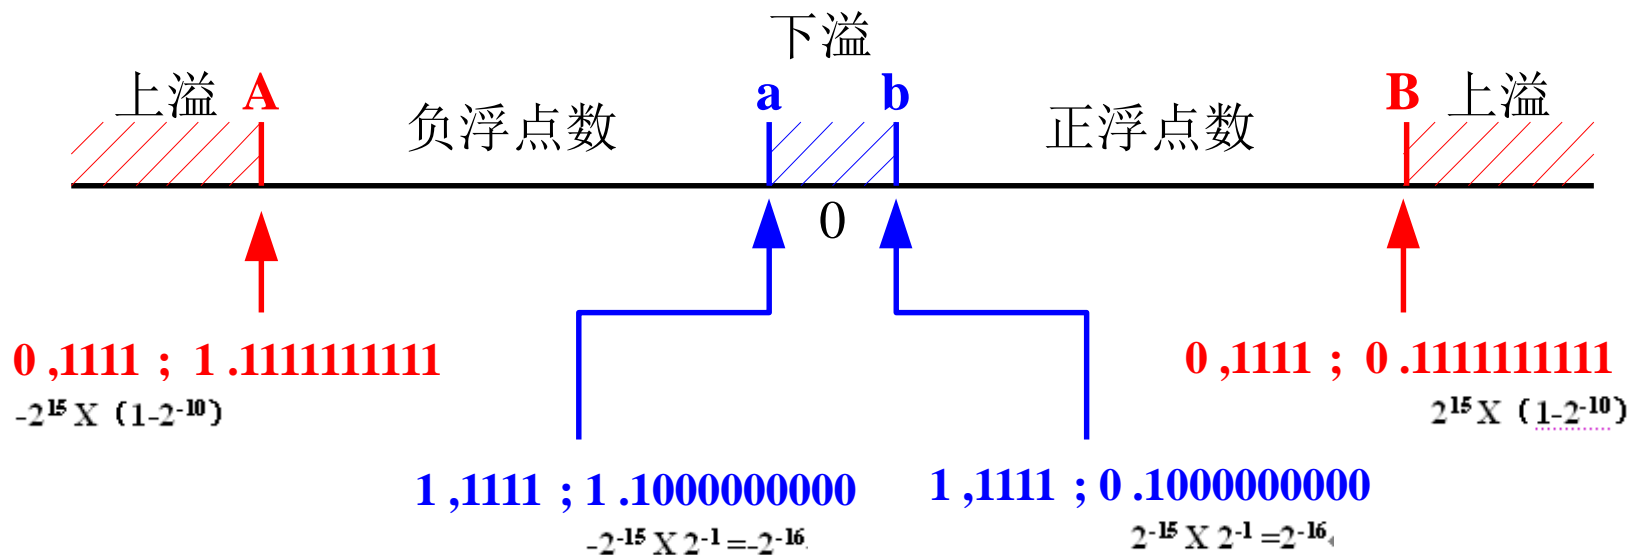 下溢
上溢 A a b B 上溢
负浮点数 正浮点数
0
0 ,1111 ; 1 .1111111111 0 ,1111 ; 0 .1111111111
-2¹⁵ X (1-2⁻¹⁰) 2¹⁵ X (1-2⁻¹⁰)
1 ,1111 ; 1 .1000000000 1 ,1111 ; 0 .1000000000
-2⁻¹⁵ X 2⁻¹ =-2⁻¹⁶ 2⁻¹⁵ X 2⁻¹ =2⁻¹⁶